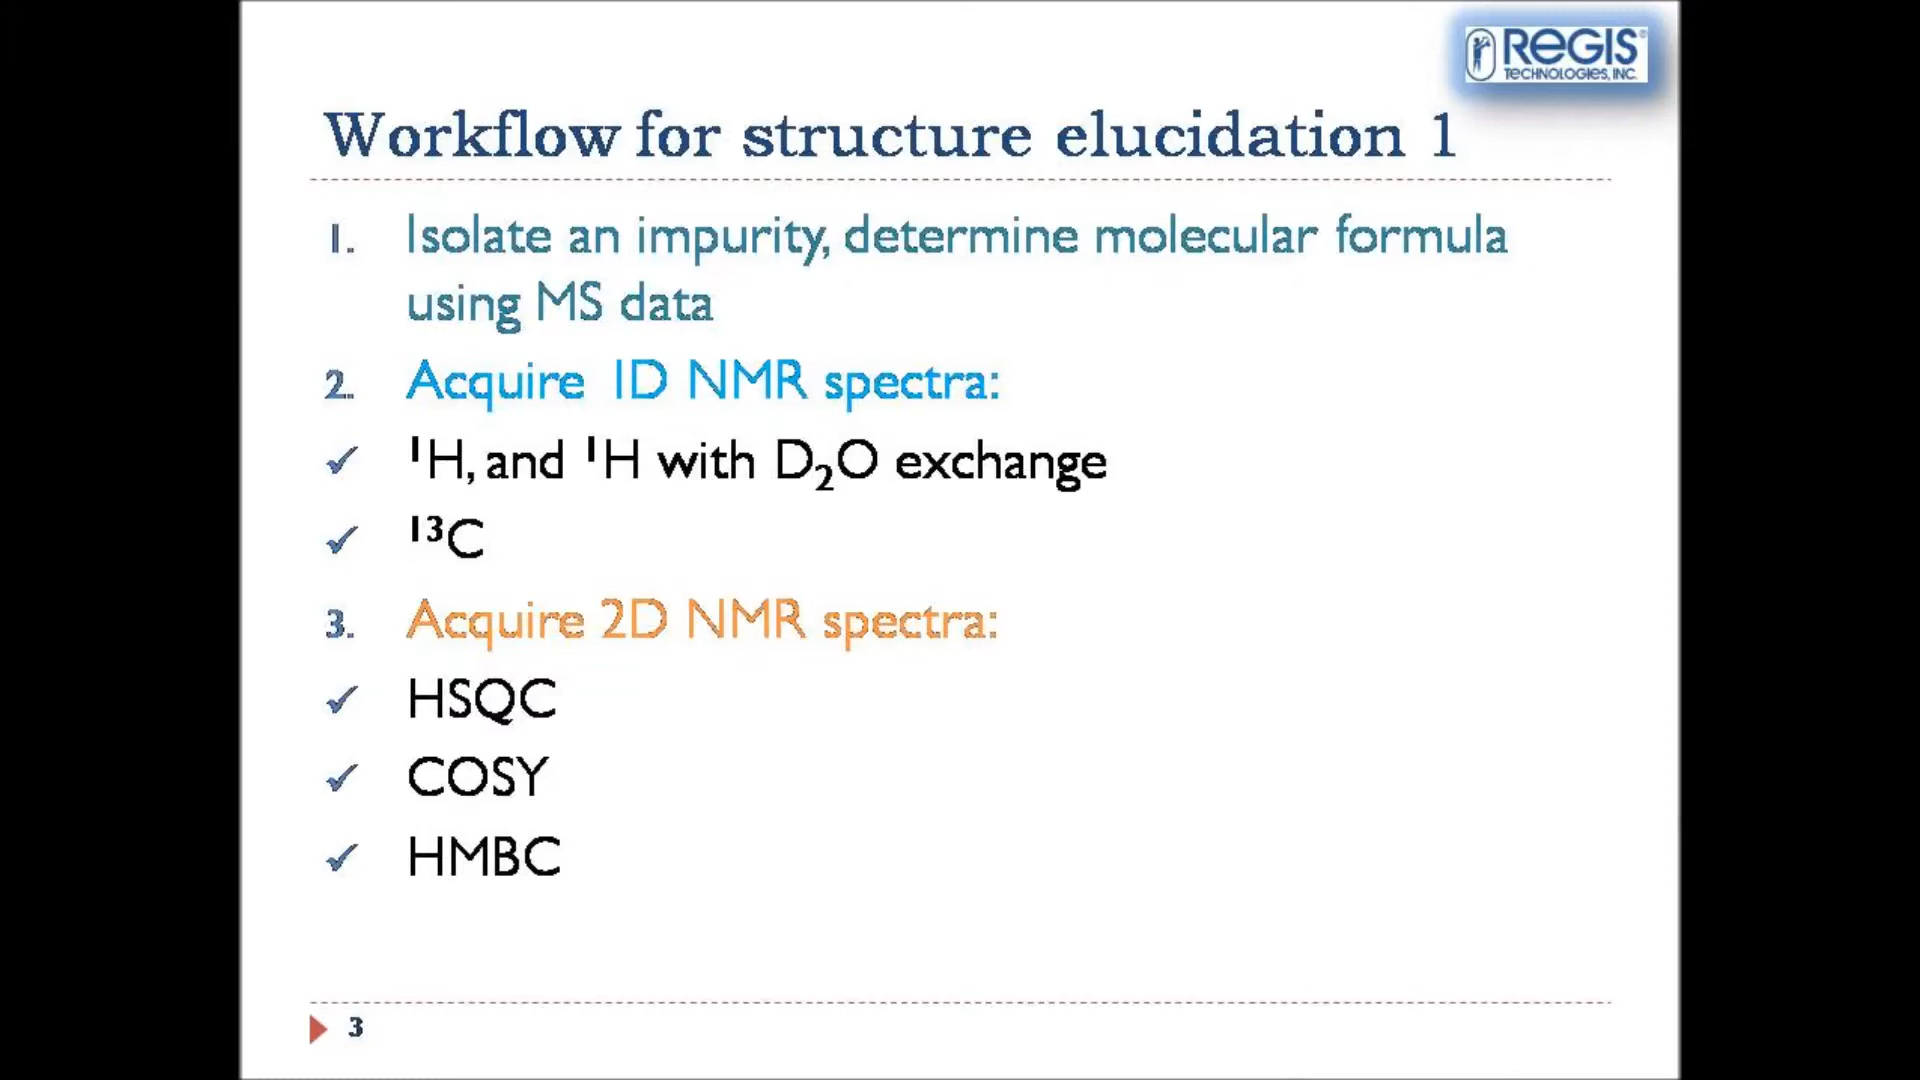 REGIS®
TECHNOLOGIES, INC.
Workflow for structure elucidation 1
1. Isolate an impurity, determine molecular formula
using MS data
2. Acquire 1D NMR spectra:
✓ ¹H, and ¹H with D₂O exchange
✓ ¹³C
3. Acquire 2D NMR spectra:
✓ HSQC
✓ COSY
✓ HMBC
3